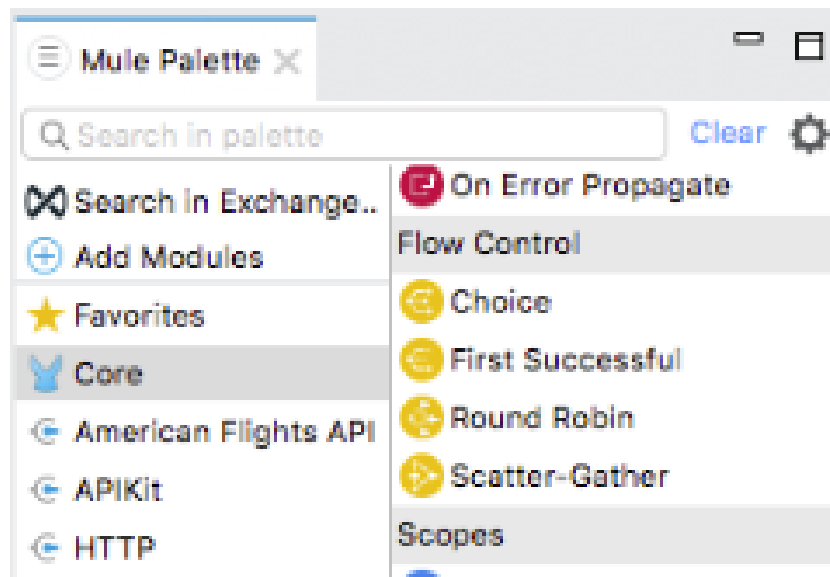 Mule Palette
Search in palette
Clear
Search in Exchange..
Add Modules
Favorites
Core
American Flights API
APIKit
HTTP
On Error Propagate
Flow Control
Choice
First Successful
Round Robin
Scatter-Gather
Scopes